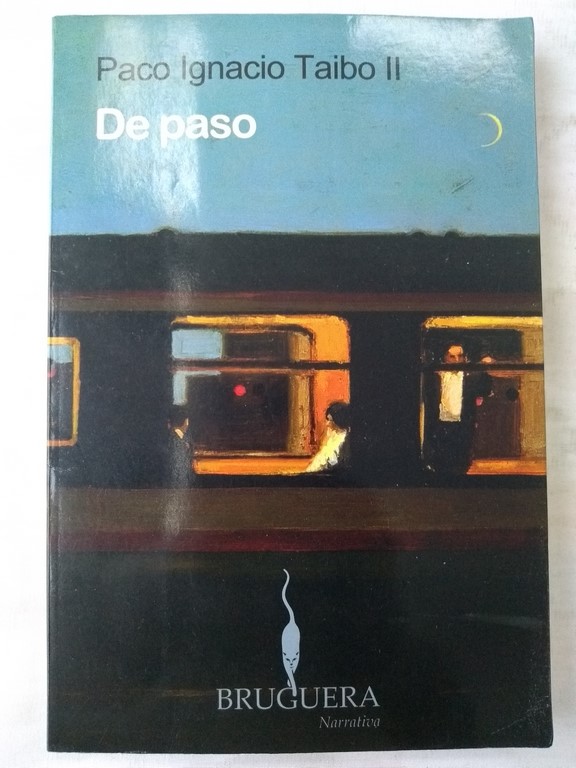 Paco Ignacio Taibo II
De paso
BRUGUERA
Narrativa